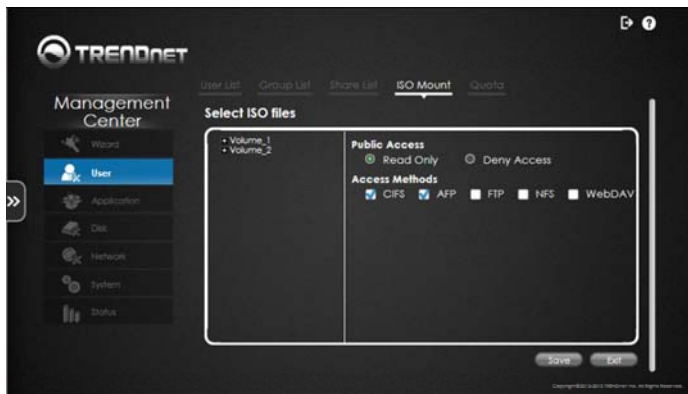 TRENDNET
User List Group List Share List ISO Mount Quota
Management
Center
Select ISO files
Wizard
User
Application
Disk
Network
System
Status
+ Volume_1
+ Volume_2
Public Access
Read Only Deny Access
Access Methods
CIFS AFP FTP NFS WebDAV
Save Exit